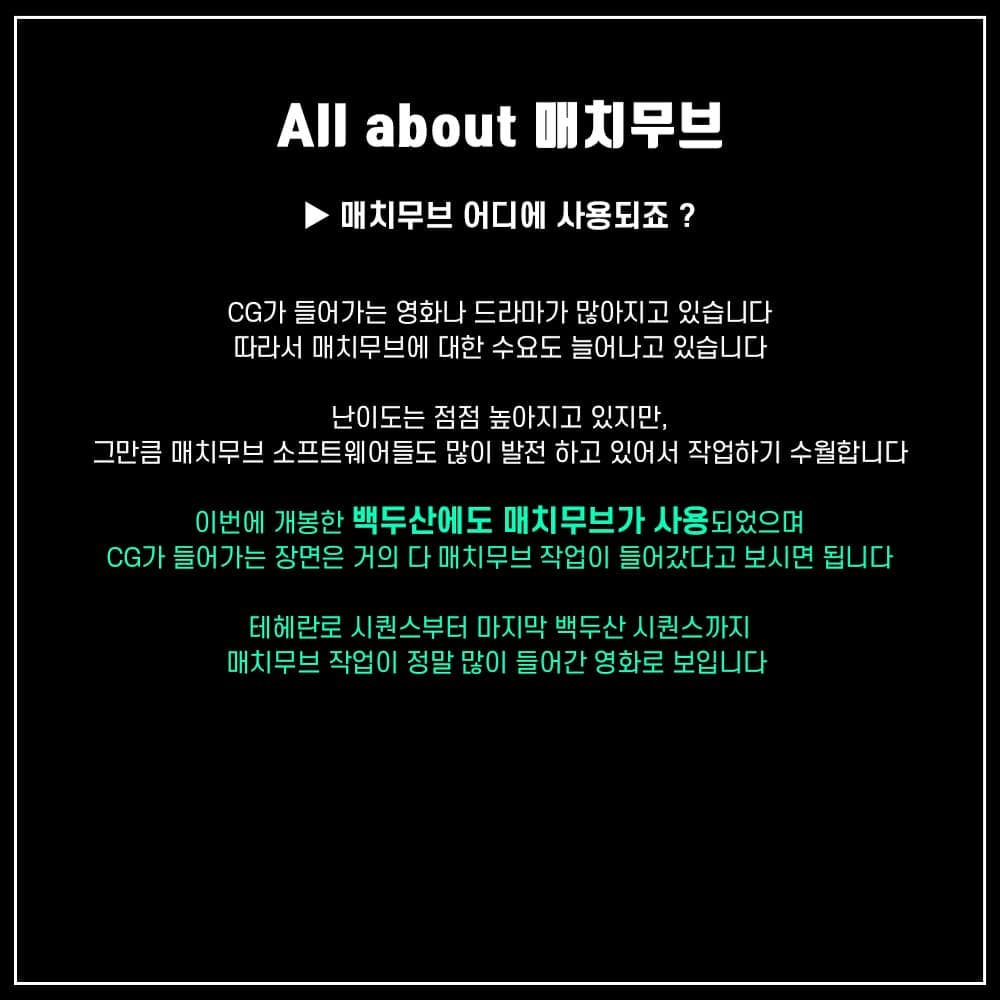 All about 매치무브
▶ 매치무브 어디에 사용되죠 ?
CG가 들어가는 영화나 드라마가 많아지고 있습니다
따라서 매치무브에 대한 수요도 늘어나고 있습니다
난이도는 점점 높아지고 있지만,
그만큼 매치무브 소프트웨어들도 많이 발전 하고 있어서 작업하기 수월합니다
이번에 개봉한 백두산에도 매치무브가 사용되었으며
CG가 들어가는 장면은 거의 다 매치무브 작업이 들어갔다고 보시면 됩니다
테헤란로 시퀀스부터 마지막 백두산 시퀀스까지
매치무브 작업이 정말 많이 들어간 영화로 보입니다